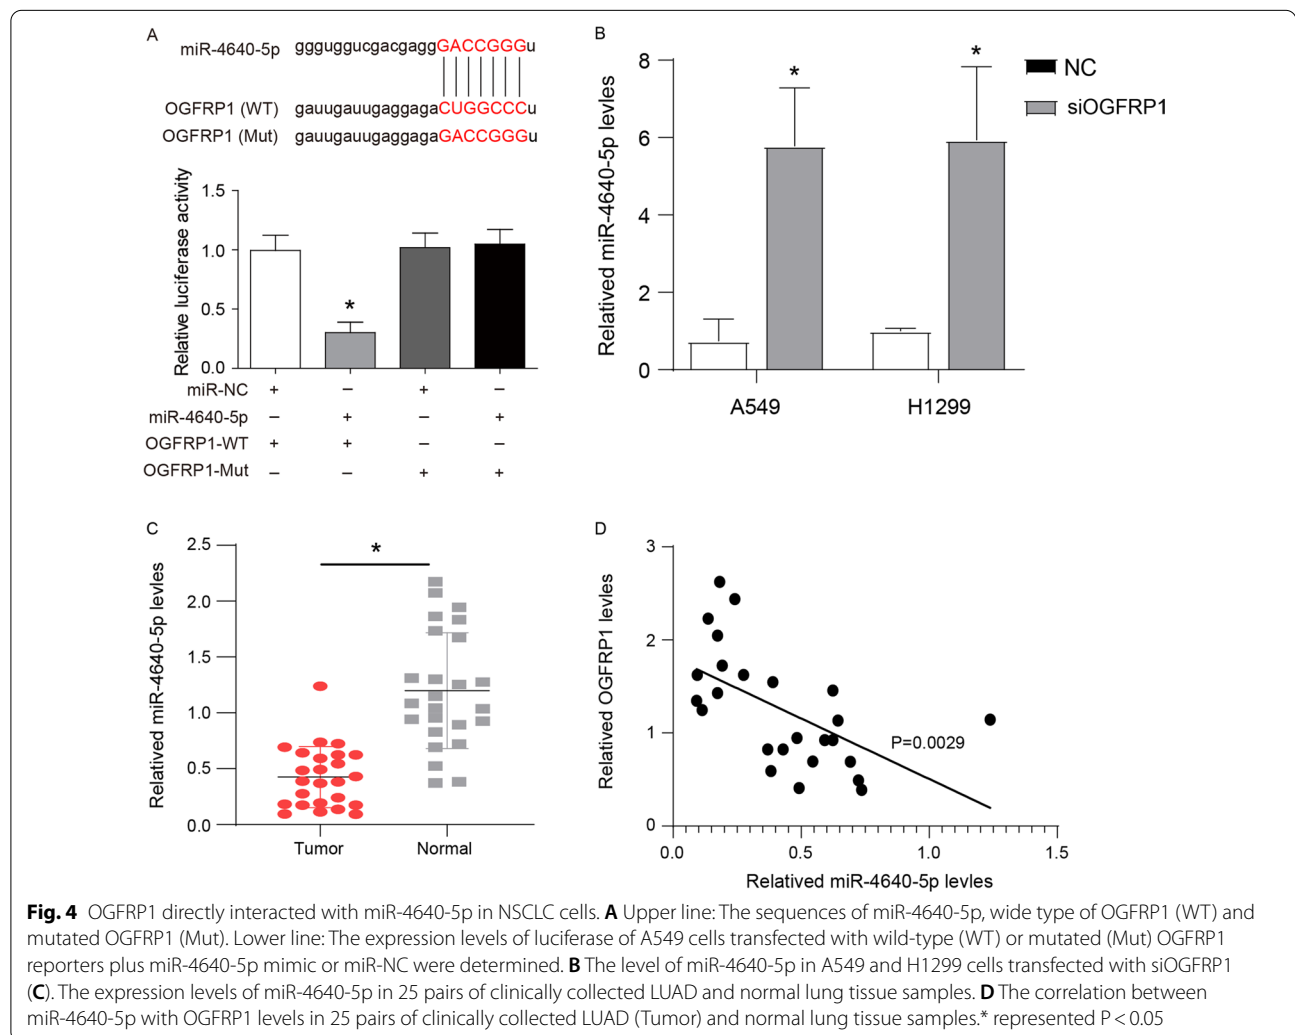 A
miR-4640-5p ggguggucgacgaggGACCGGGu
OGFRP1 (WT) gauugauugaggagaCUGGCCCu
OGFRP1 (Mut) gauugauugaggagaGACCGGGu
Relative luciferase activity
1.5
1.0
0.5
0.0
*
miR-NC + – + –
miR-4640-5p – + – +
OGFRP1-WT + + – –
OGFRP1-Mut – – + +
B
Relatived miR-4640-5p levles
8
6
4
2
0
* *
A549 H1299
NC
siOGFRP1
C
Relatived miR-4640-5p levles
2.5
2.0
1.5
1.0
0.5
0.0
*
Tumor Normal
D
Relatived OGFRP1 levles
3
2
1
0
P=0.0029
0.0 0.5 1.0 1.5
Relatived miR-4640-5p levles
Fig. 4 OGFRP1 directly interacted with miR-4640-5p in NSCLC cells. A Upper line: The sequences of miR-4640-5p, wide type of OGFRP1 (WT) and
mutated OGFRP1 (Mut). Lower line: The expression levels of luciferase of A549 cells transfected with wild-type (WT) or mutated (Mut) OGFRP1
reporters plus miR-4640-5p mimic or miR-NC were determined. B The level of miR-4640-5p in A549 and H1299 cells transfected with siOGFRP1
(C). The expression levels of miR-4640-5p in 25 pairs of clinically collected LUAD and normal lung tissue samples. D The correlation between
miR-4640-5p with OGFRP1 levels in 25 pairs of clinically collected LUAD (Tumor) and normal lung tissue samples.* represented P < 0.05